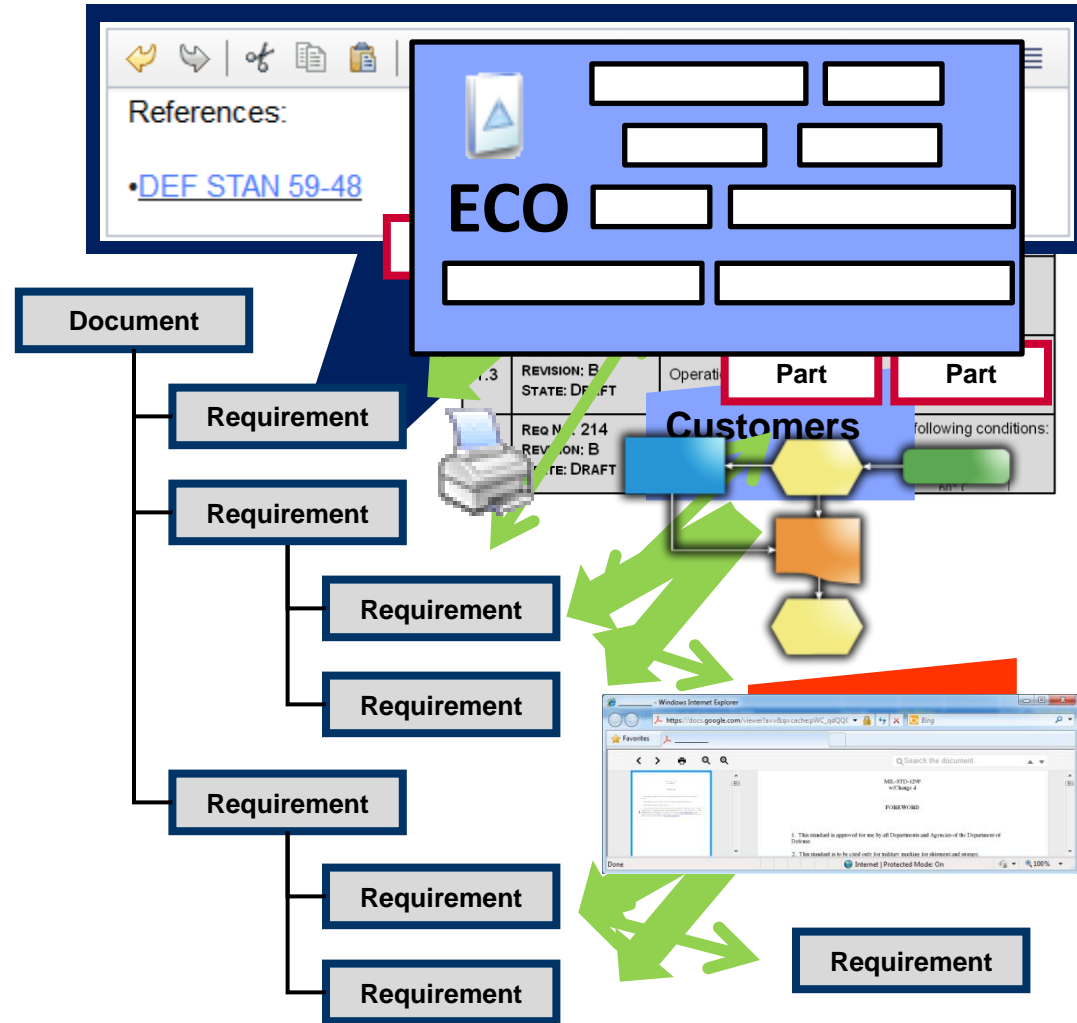 References:
•DEF STAN 59-48
ECO
Document
REVISION: B
STATE: DRAFT
Part
Part
Requirement
REQ NO: 214
REVISION: B
STATE: DRAFT
Customers
following conditions:
Requirement
Requirement
Requirement
- Windows Internet Explorer
https://docs.google.com/viewer?a=v&q=cache:pWC_qdQQC
Bing
Favorites
Search the document
MIL-STD-129P
w/Change 4
FOREWORD
1. This standard is approved for use by all Departments and Agencies of the Department of
Defense.
2. This standard is to be cited only for military marking for shipment and storage.
Done
Internet | Protected Mode: On
100%
Requirement
Requirement
Requirement
Requirement